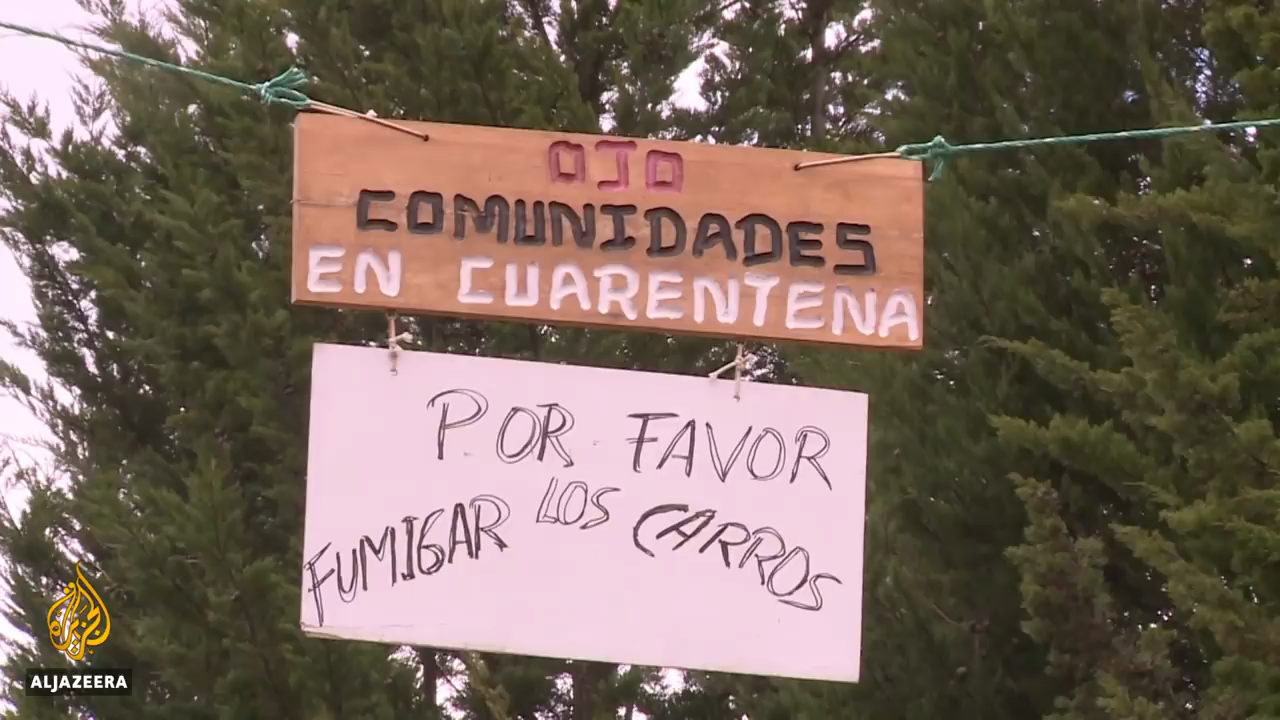 OJO
COMUNIDADES
EN CUARENTENA
POR FAVOR
FUMIGAR LOS CARROS
ALJAZEERA